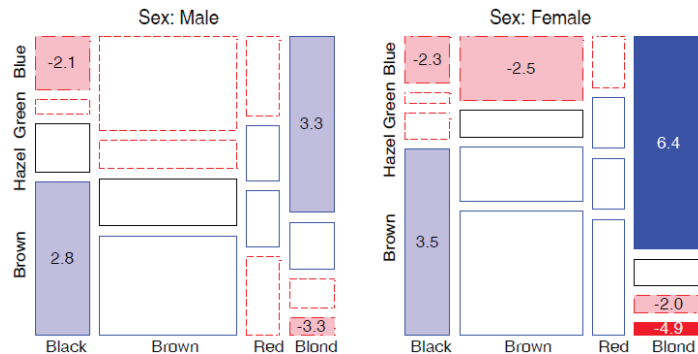 Sex: Male
Blue
Green
Hazel
Brown
-2.1
3.3
2.8
-3.3
Black Brown Red Blond
Sex: Female
Blue
Green
Hazel
Brown
-2.3
-2.5
6.4
3.5
-2.0
-4.9
Black Brown Red Blond